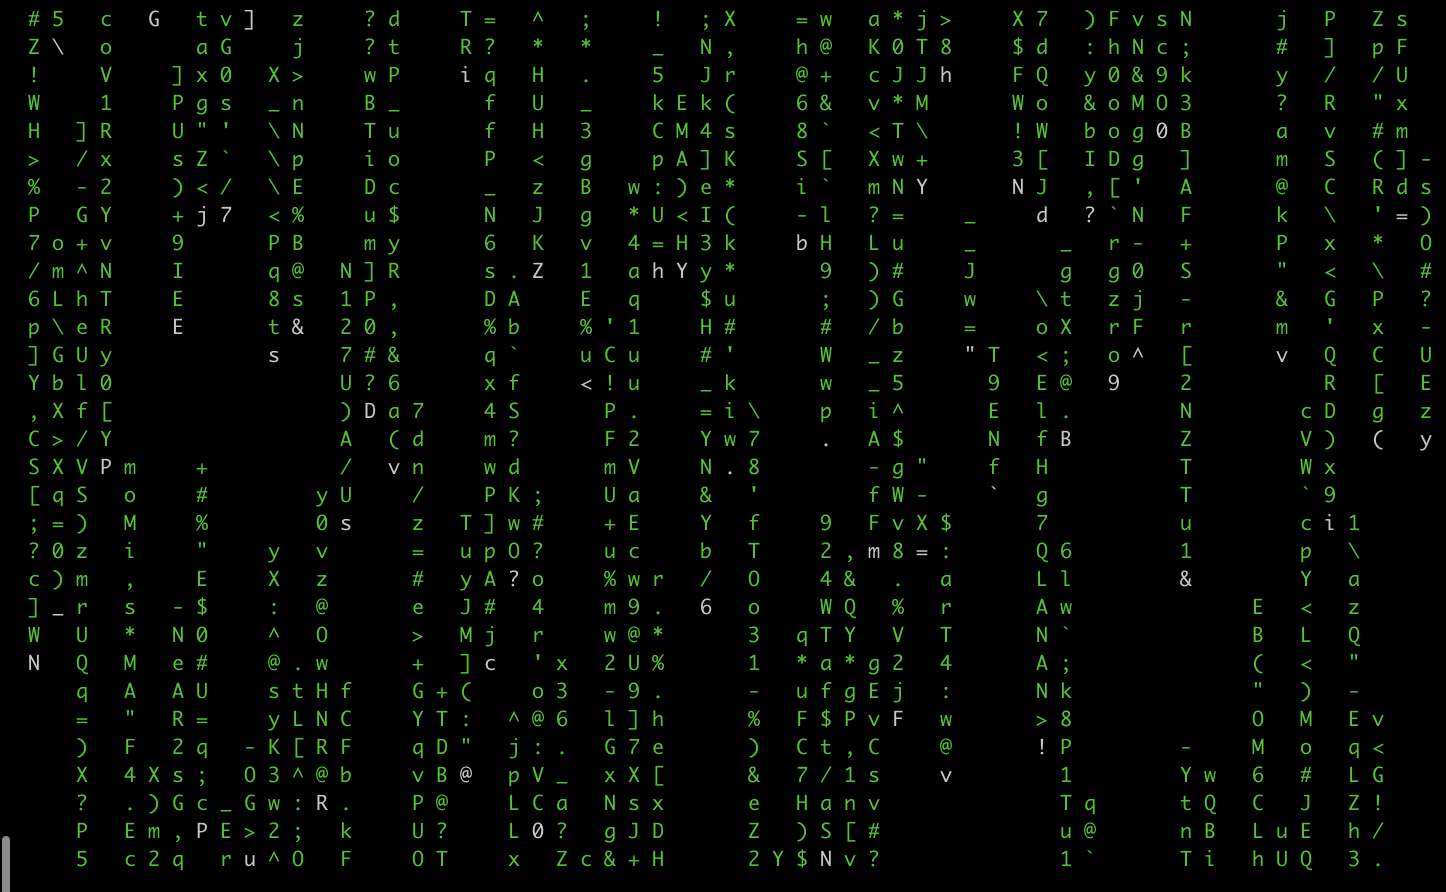 # 5 c G t v ] z ? d T = ^ ; ! ; X = w a * j > X 7 ) F v s N j P Z s
Z \ o a G j ? t R ? * * _ N , h @ K 0 T 8 $ d : h N c ; # ] p F
! V ] x 0 X > w P i q H . 5 J r @ + c J J h F Q y 0 & 9 k y / / U
W 1 P g s _ n B _ f U _ k E k ( 6 & v * M W o & o M O 3 ? R " x
H ] R U " ' \ N T u f H 3 C M 4 s 8 ` < T \ ! W b o g 0 B a v # m
> / x s Z ` \ p i o P < g p A ] K S [ X w + 3 [ I D g ] m S ( ] -
% - 2 ) < / \ E D c _ z B w : ) e * i ` m N Y N J , [ ' A @ C R d s
P G Y + j 7 < % u $ N J g * U < I ( - l ? = _ d ? ` N F k \ ' = )
7 o + v 9 P B m y 6 K v 4 = H 3 k b H L u _ _ r - + P x * O
/ m ^ N I q @ N ] R s . Z 1 a h Y y * 9 ) # J g g 0 S " < \ #
6 L h T E 8 s 1 P , D A E q $ u ; ) G w \ t z j - & G P ?
p \ e R E t & 2 0 , % b % ' 1 H # # / b = o X r F r m ' x -
] G U y s 7 # & q ` u C u # ' W _ z " T < ; o ^ [ v Q C U
Y b l 0 U ? 6 x f < ! u _ k w _ 5 9 E @ 9 2 R [ E
, X f [ ) D a 7 4 S P . = i \ p i ^ E l . N c D g z
C > / Y A ( d m ? F 2 Y w 7 . A $ N f B Z V ) ( y
S X V P m + / v n w d m V N . 8 - g " f H T W x
[ q S o # y U / P K ; U a & ' f W - ` g T ` 9
; = ) M % 0 s z T ] w # + E Y f 9 F v X $ 7 u c i 1
? 0 z i " y v = u p O ? u c b T 2 , m 8 = : Q 6 1 p \
c ) m , E X z # y A ? o % w r / O 4 & . a L l & Y a
] _ r s - $ : @ e J # 4 m 9 . 6 o W Q % r A w E < z
W U * N 0 ^ O > M j r w @ * 3 q T Y V T N ` B L Q
N Q M e # @ . w + ] c ' x 2 U % 1 * a * g 2 4 A ; ( < "
q A A U s t H f G + ( o 3 - 9 . - u f g E j : N k " ) -
= " R = y L N C Y T : ^ @ 6 l ] h % F $ P v F w > 8 O M E v
) F 2 q - K [ R F q D " j : . G 7 e ) C t , C @ ! P - M o q <
X 4 X s ; O 3 ^ @ b v B @ p V _ x X [ & 7 / 1 s v 1 Y w 6 # L G
? . ) G c _ G w : R . P @ L C a N s x e H a n v T q t Q C J Z !
P E m , P E > 2 ; k U ? L 0 ? g J D Z ) S [ # u @ n B L u E h /
5 c 2 q r u ^ O F O T x Z c & + H 2 Y $ N v ? 1 ` T i h U Q 3 .